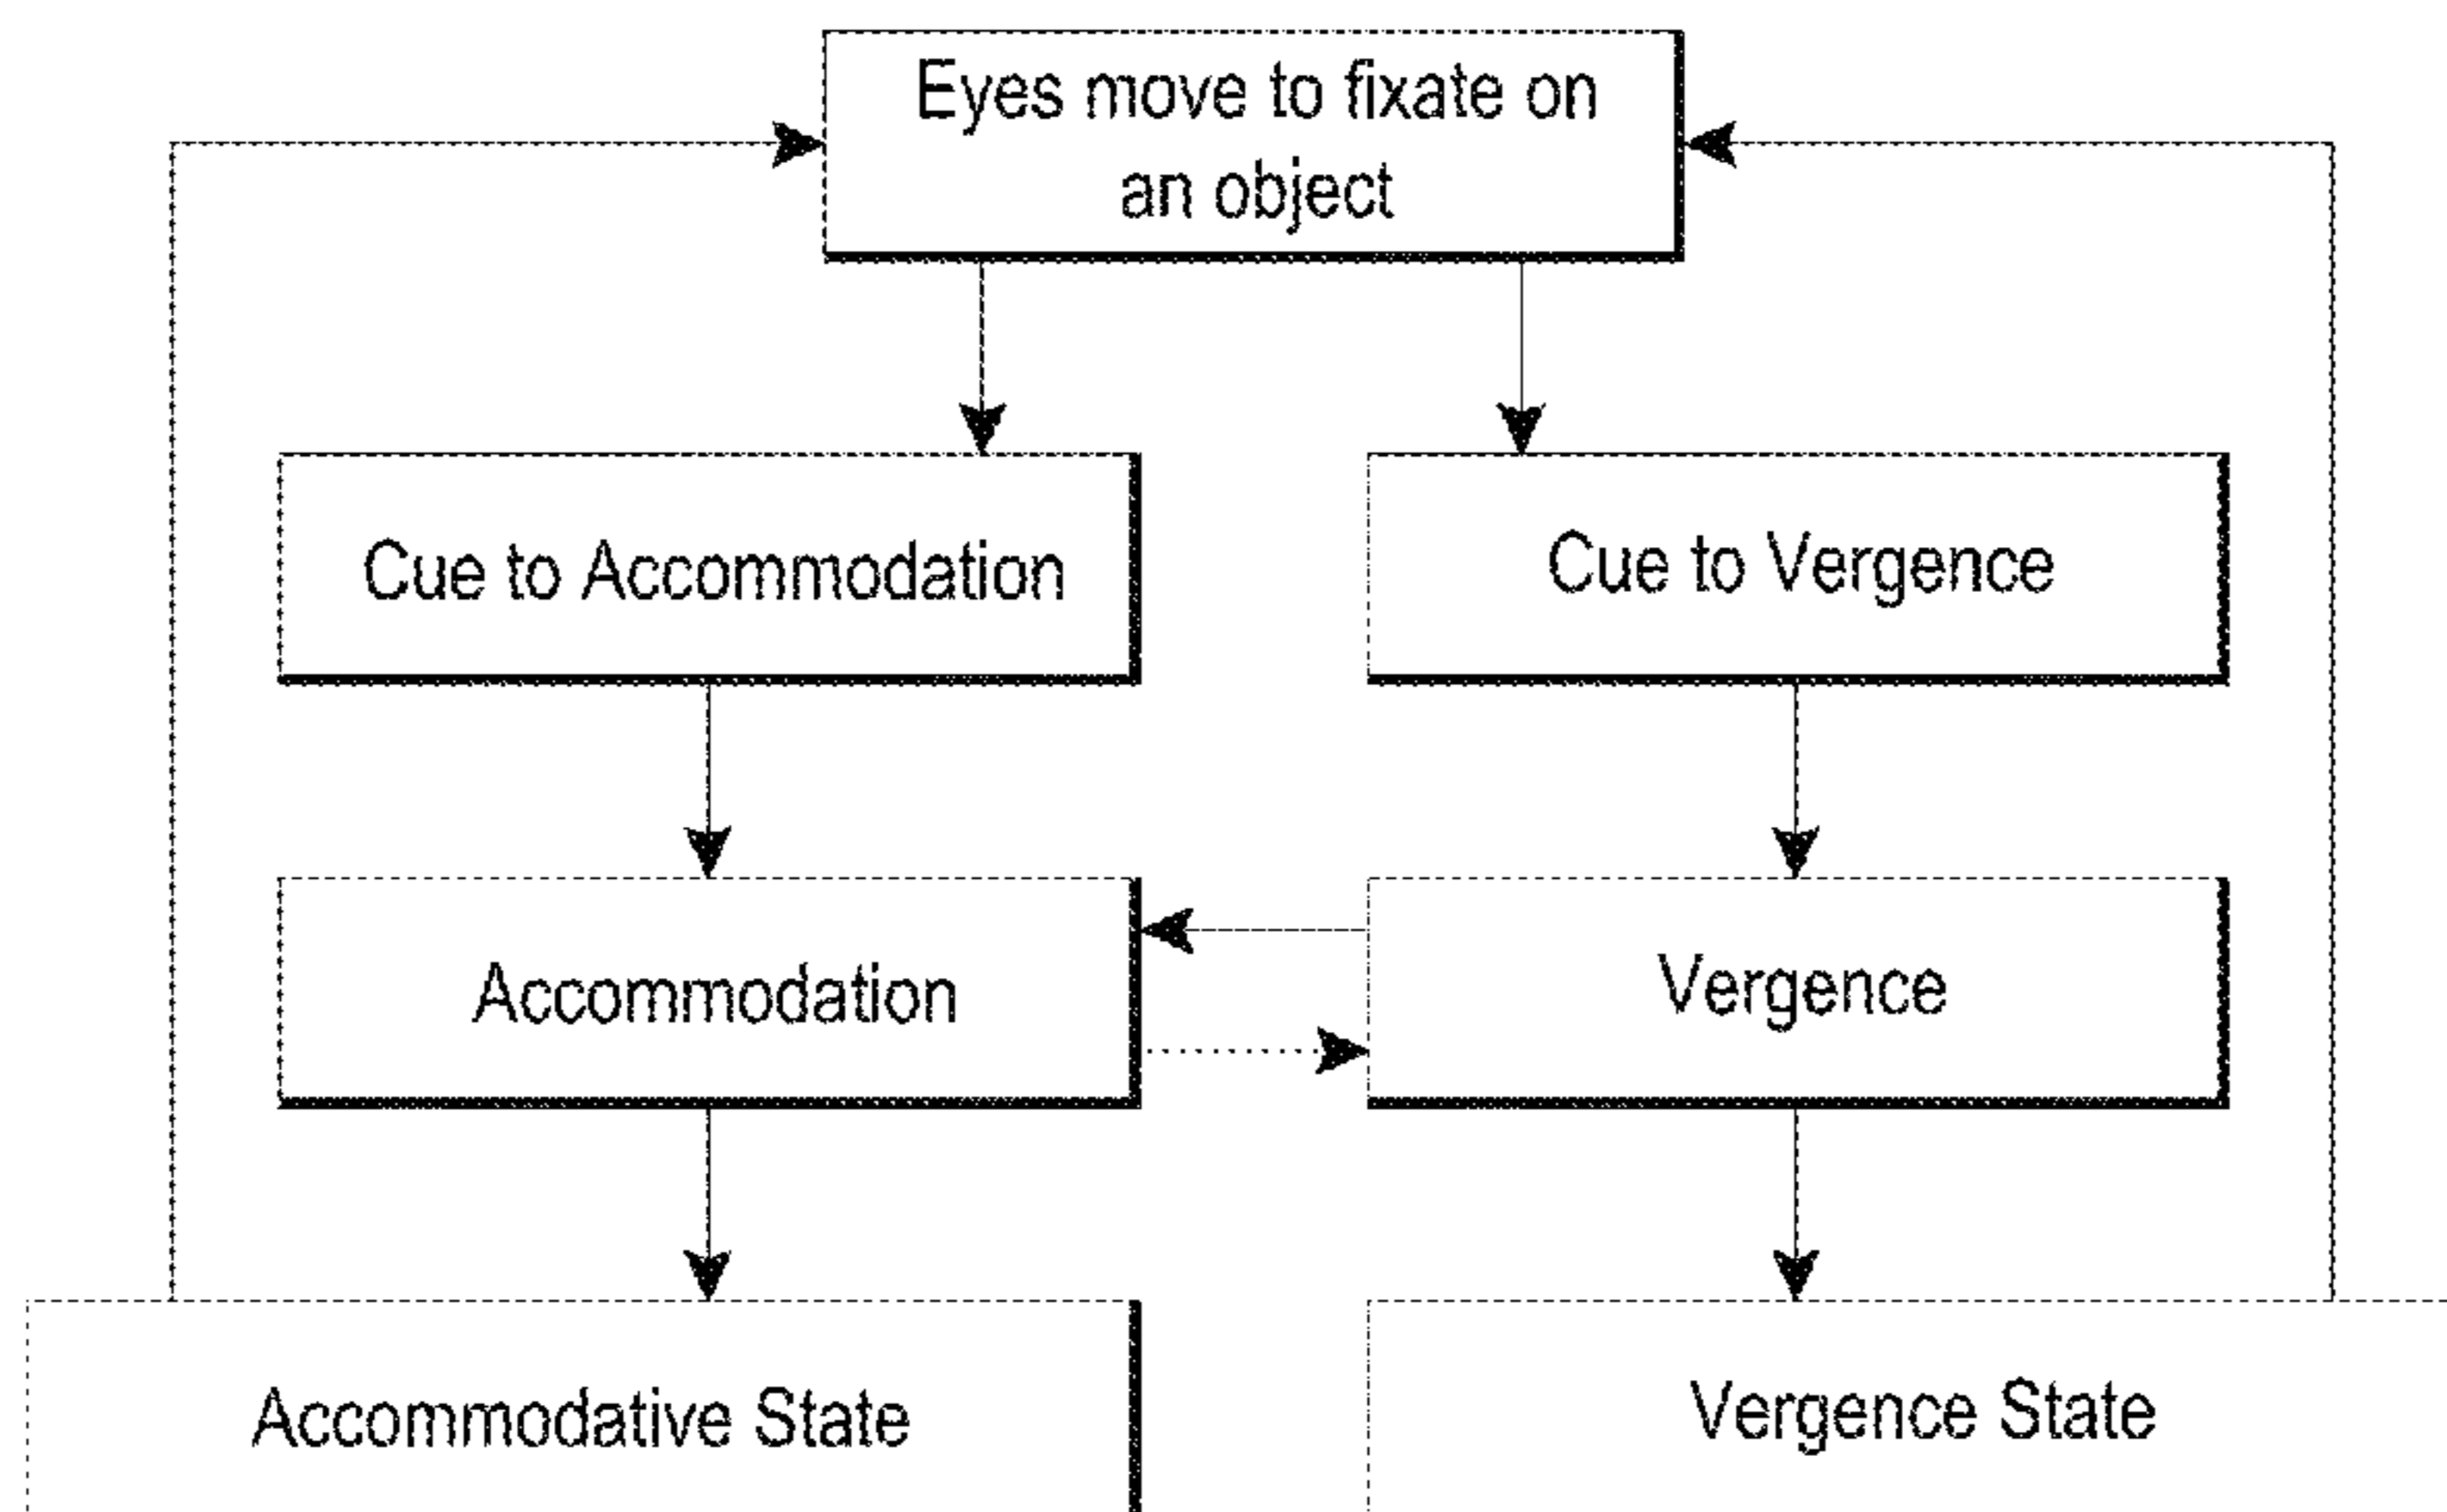 Eyes move to fixate on
an object
Cue to Accommodation
Cue to Vergence
Accommodation
Vergence
Accommodative State
Vergence State